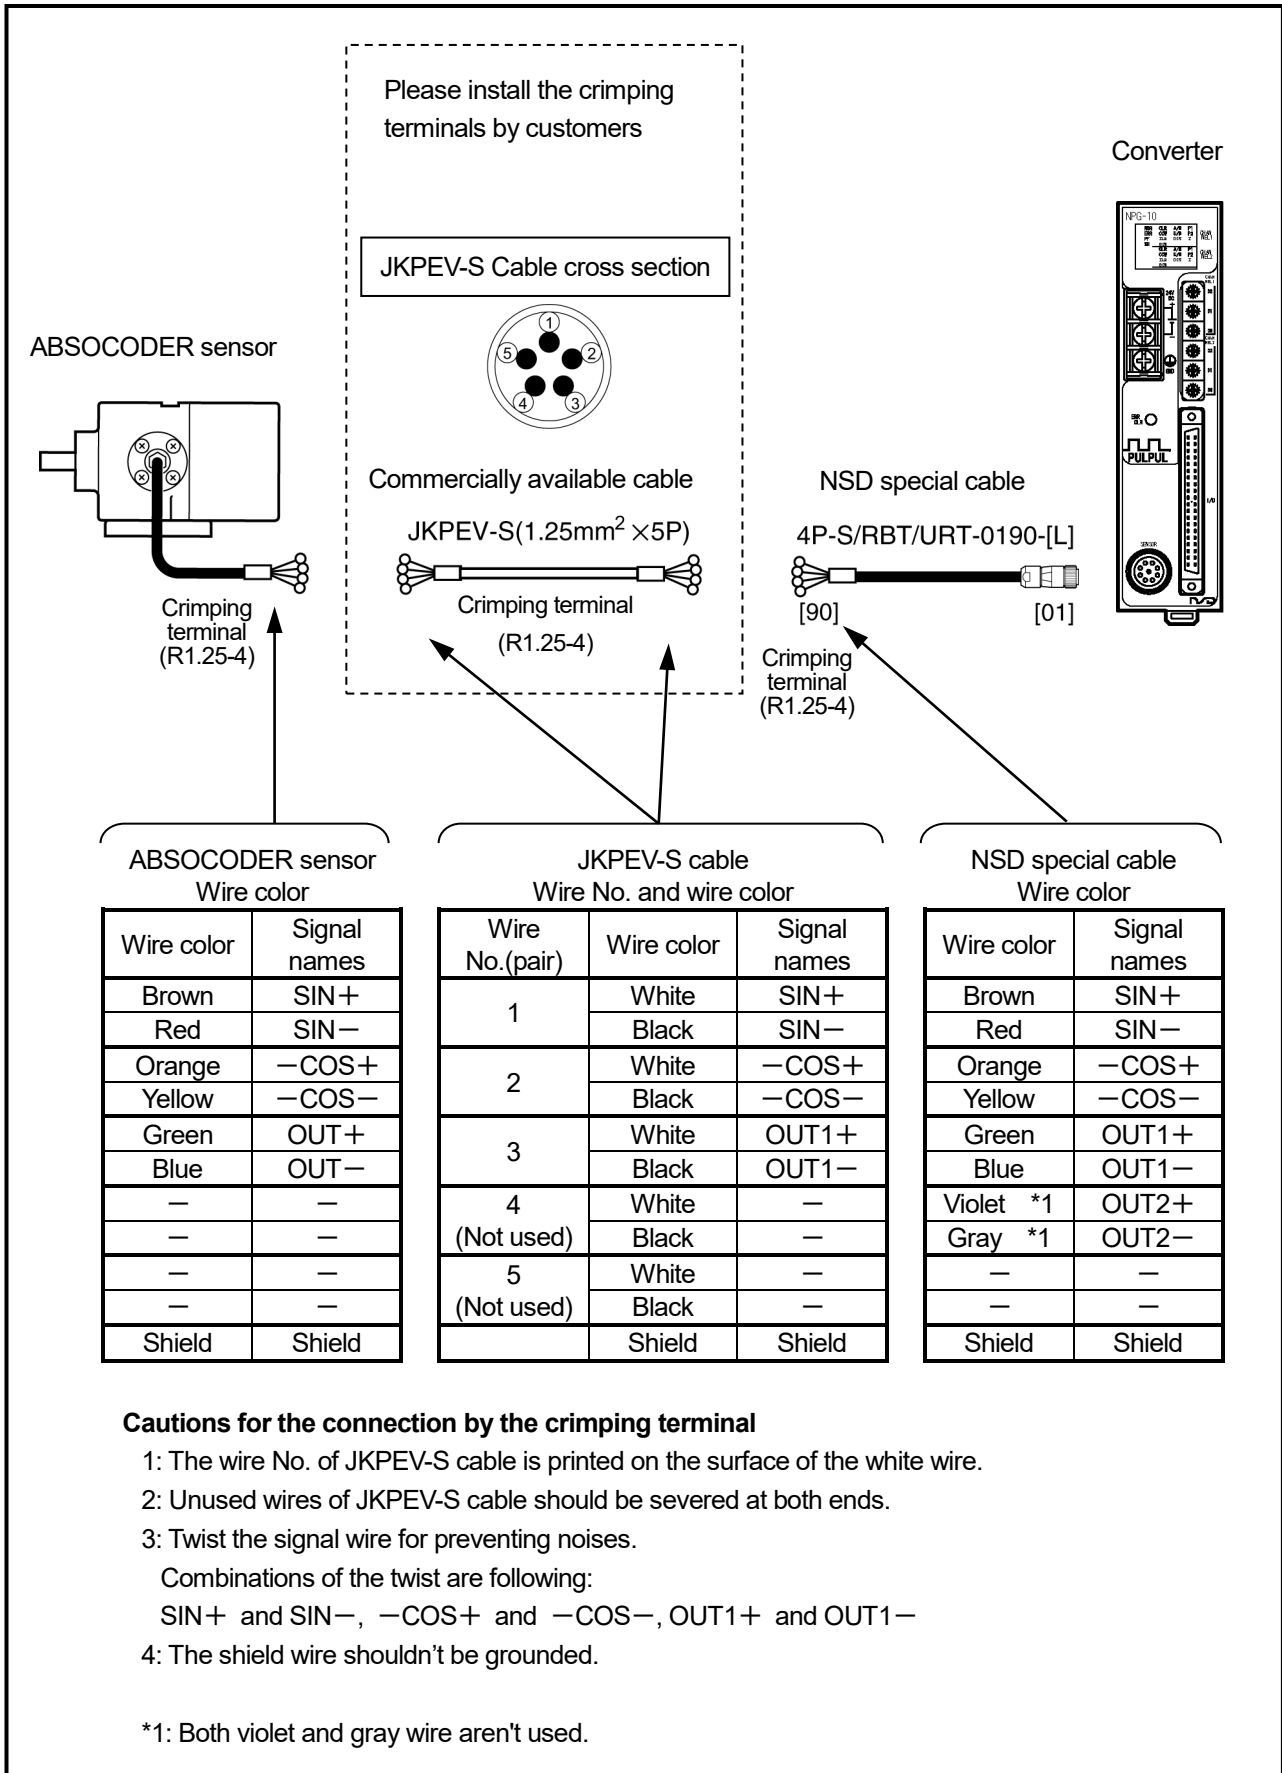 Please install the crimping
terminals by customers
Converter
JKPEV-S Cable cross section
1
5
2
4
3
ABSOCODER sensor
Commercially available cable
JKPEV-S(1.25mm² ×5P)
NSD special cable
4P-S/RBT/URT-0190-[L]
NPG-10
PULPUL
SENSOR
I/O
Crimping
terminal
(R1.25-4)
Crimping terminal
(R1.25-4)
[90] [01]
Crimping
terminal
(R1.25-4)
ABSOCODER sensor
Wire color
Wire color Signal names
Brown SIN+
Red SIN−
Orange −COS+
Yellow −COS−
Green OUT+
Blue OUT−
− −
− −
− −
− −
Shield Shield
JKPEV-S cable
Wire No. and wire color
Wire No.(pair) Wire color Signal names
1 White SIN+
Black SIN−
2 White −COS+
Black −COS−
3 White OUT1+
Black OUT1−
4 (Not used) White −
Black −
5 (Not used) White −
Black −
Shield Shield
NSD special cable
Wire color
Wire color Signal names
Brown SIN+
Red SIN−
Orange −COS+
Yellow −COS−
Green OUT1+
Blue OUT1−
Violet *1 OUT2+
Gray *1 OUT2−
− −
− −
Shield Shield
Cautions for the connection by the crimping terminal
1: The wire No. of JKPEV-S cable is printed on the surface of the white wire.
2: Unused wires of JKPEV-S cable should be severed at both ends.
3: Twist the signal wire for preventing noises.
Combinations of the twist are following:
SIN+ and SIN−, −COS+ and −COS−, OUT1+ and OUT1−
4: The shield wire shouldn’t be grounded.
*1: Both violet and gray wire aren't used.